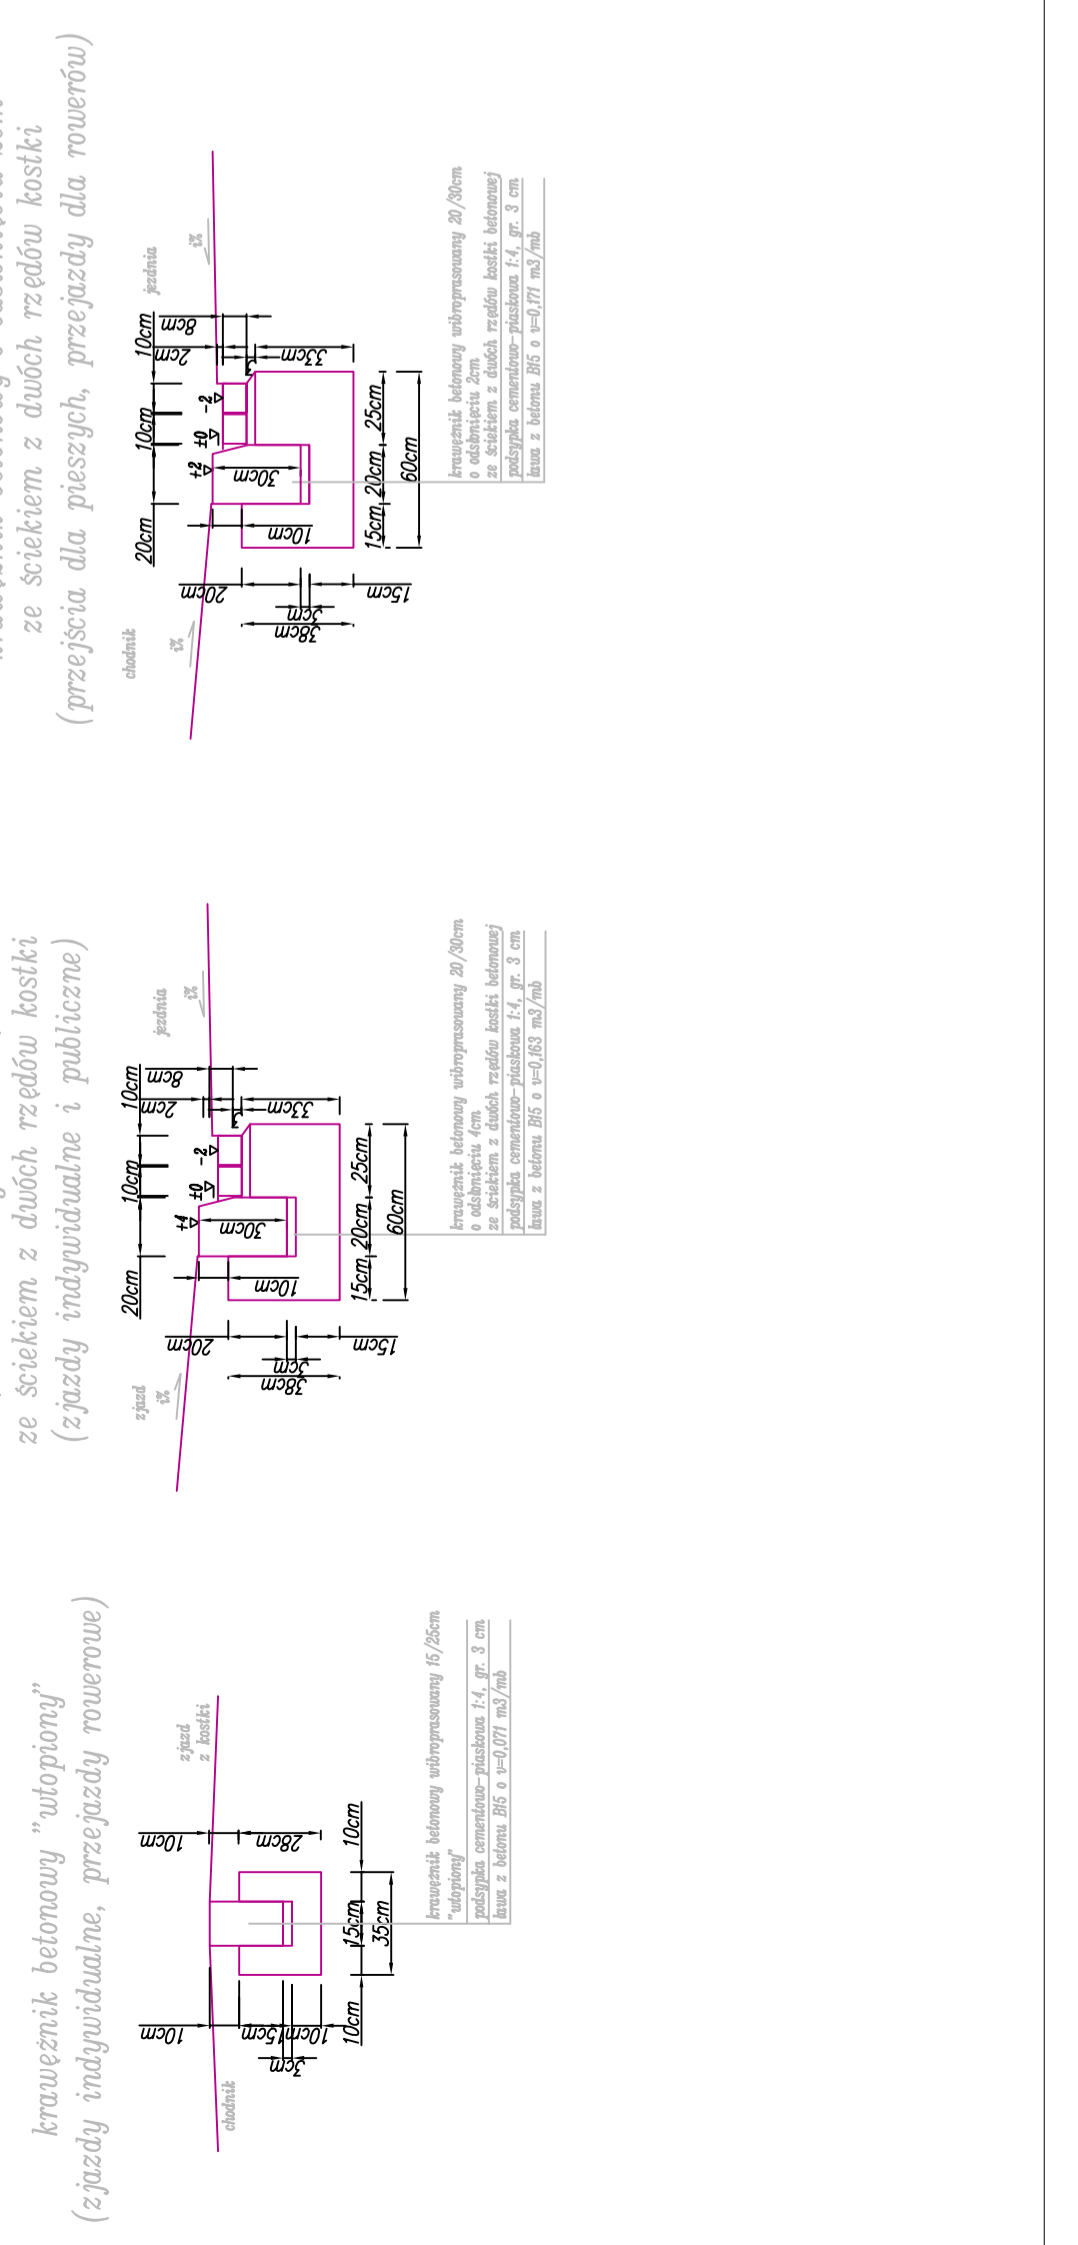 ze ściekiem z dwóch rzędów kostki
(przejścia dla pieszych, przejazdy dla rowerów)
chodnik
i%
jezdnia
i%
20cm
10cm
10cm
2cm
8cm
+2
±0
-2
30cm
10cm
33cm
20cm
3cm
38cm
15cm
15cm
20cm
25cm
60cm
krawężnik betonowy wibroprasowany 20/30cm
o odsłonięciu 2cm
ze ściekiem z dwóch rzędów kostki betonowej
podsypka cementowo-piaskowa 1:4, gr. 3 cm
ława z betonu B15 o v=0,171 m3/mb
ze ściekiem z dwóch rzędów kostki
(zjazdy indywidualne i publiczne)
zjazd
i%
jezdnia
i%
20cm
10cm
10cm
2cm
8cm
+4
±0
-2
30cm
10cm
33cm
20cm
3cm
38cm
15cm
15cm
20cm
25cm
60cm
krawężnik betonowy wibroprasowany 20/30cm
o odsłonięciu 4cm
ze ściekiem z dwóch rzędów kostki betonowej
podsypka cementowo-piaskowa 1:4, gr. 3 cm
ława z betonu B15 o v=0,163 m3/mb
krawężnik betonowy "wtopiony"
(zjazdy indywidualne, przejazdy rowerowe)
chodnik
zjazd
z kostki
10cm
10cm
28cm
15cm
10cm
3cm
10cm
15cm
10cm
35cm
krawężnik betonowy wibroprasowany 15/25cm
"wtopiony"
podsypka cementowo-piaskowa 1:4, gr. 3 cm
ława z betonu B15 o v=0,071 m3/mb